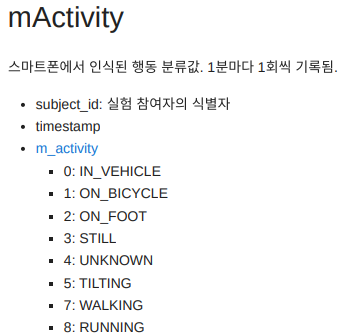 mActivity
스마트폰에서 인식된 행동 분류값. 1분마다 1회씩 기록됨.
subject_id: 실험 참여자의 식별자
timestamp
m_activity
0: IN_VEHICLE
1: ON_BICYCLE
2: ON_FOOT
3: STILL
4: UNKNOWN
5: TILTING
7: WALKING
8: RUNNING